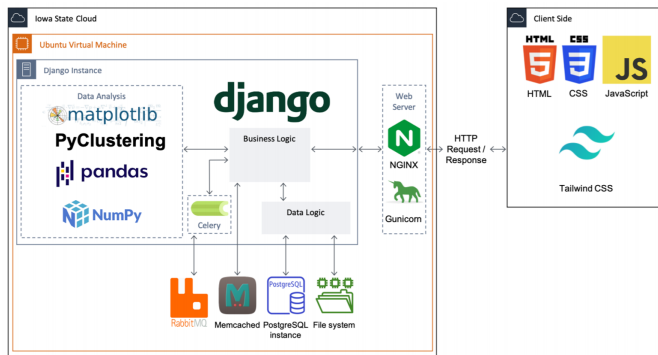 Iowa State Cloud
Ubuntu Virtual Machine
Django Instance
Data Analysis
matplotlib
PyClustering
pandas
NumPy
django
Business Logic
Data Logic
Celery
Web
Server
NGINX
Gunicorn
RabbitMQ
Memcached
PostgreSQL
PostgreSQL
instance
File system
HTTP
Request /
Response
Client Side
HTML
5
HTML
CSS
3
CSS
JS
JavaScript
Tailwind CSS